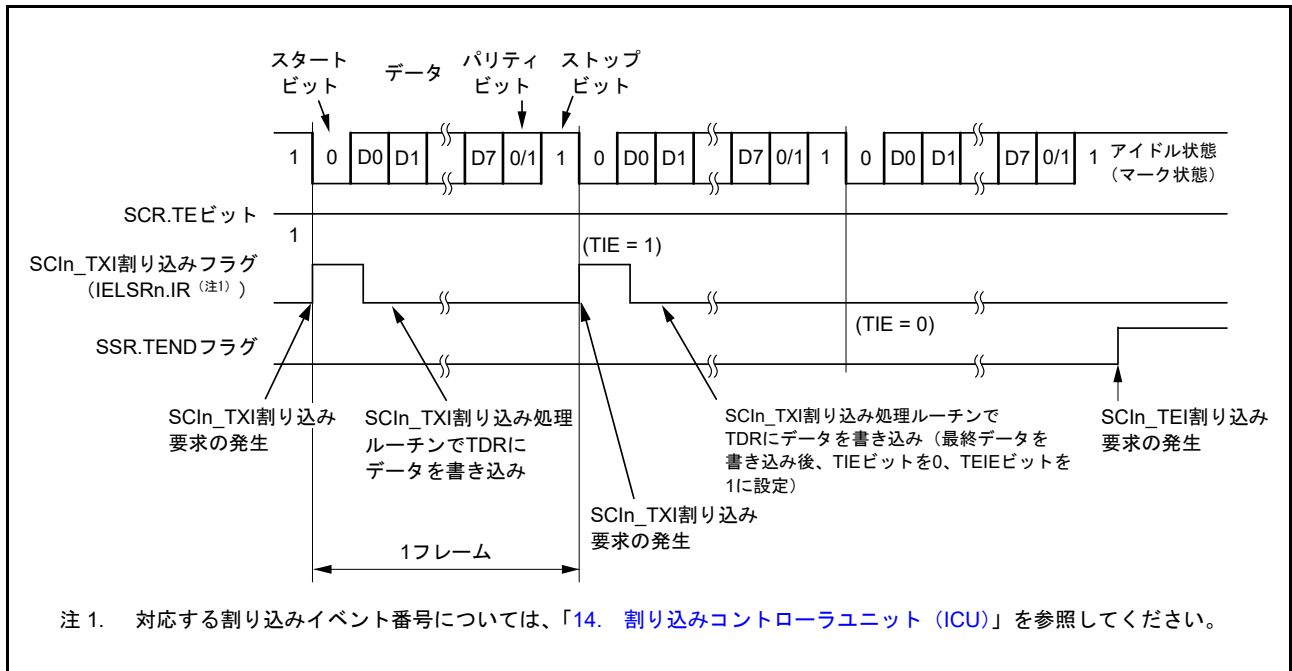 スタート
ビット
データ
パリティ
ビット
ストップ
ビット
1 0 D0 D1 D7 0/1 1 0 D0 D1 D7 0/1 1 0 D0 D1 D7 0/1 1 アイドル状態
（マーク状態）
SCR.TEビット
1
SCIn_TXI割り込みフラグ
（IELSRn.IR（注1））
(TIE = 1)
(TIE = 0)
SSR.TENDフラグ
SCIn_TXI割り込み
要求の発生
SCIn_TXI割り込み処理
ルーチンでTDRに
データを書き込み
SCIn_TXI割り込み処理ルーチンで
TDRにデータを書き込み（最終データを
書き込み後、TIEビットを0、TEIEビットを
1に設定）
SCIn_TEI割り込み
要求の発生
SCIn_TXI割り込み
要求の発生
1フレーム
注 1. 対応する割り込みイベント番号については、「14. 割り込みコントローラユニット（ICU）」を参照してください。